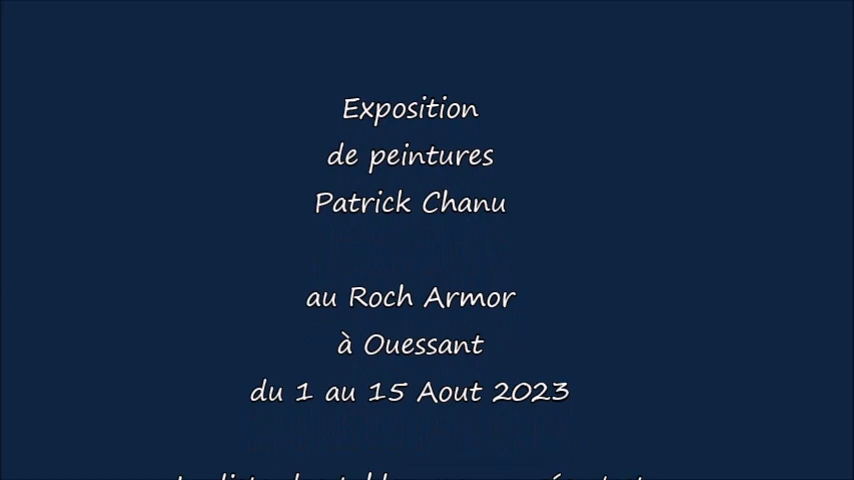 Exposition
de peintures
Patrick Chanu
au Roch Armor
à Ouessant
du 1 au 15 Aout 2023